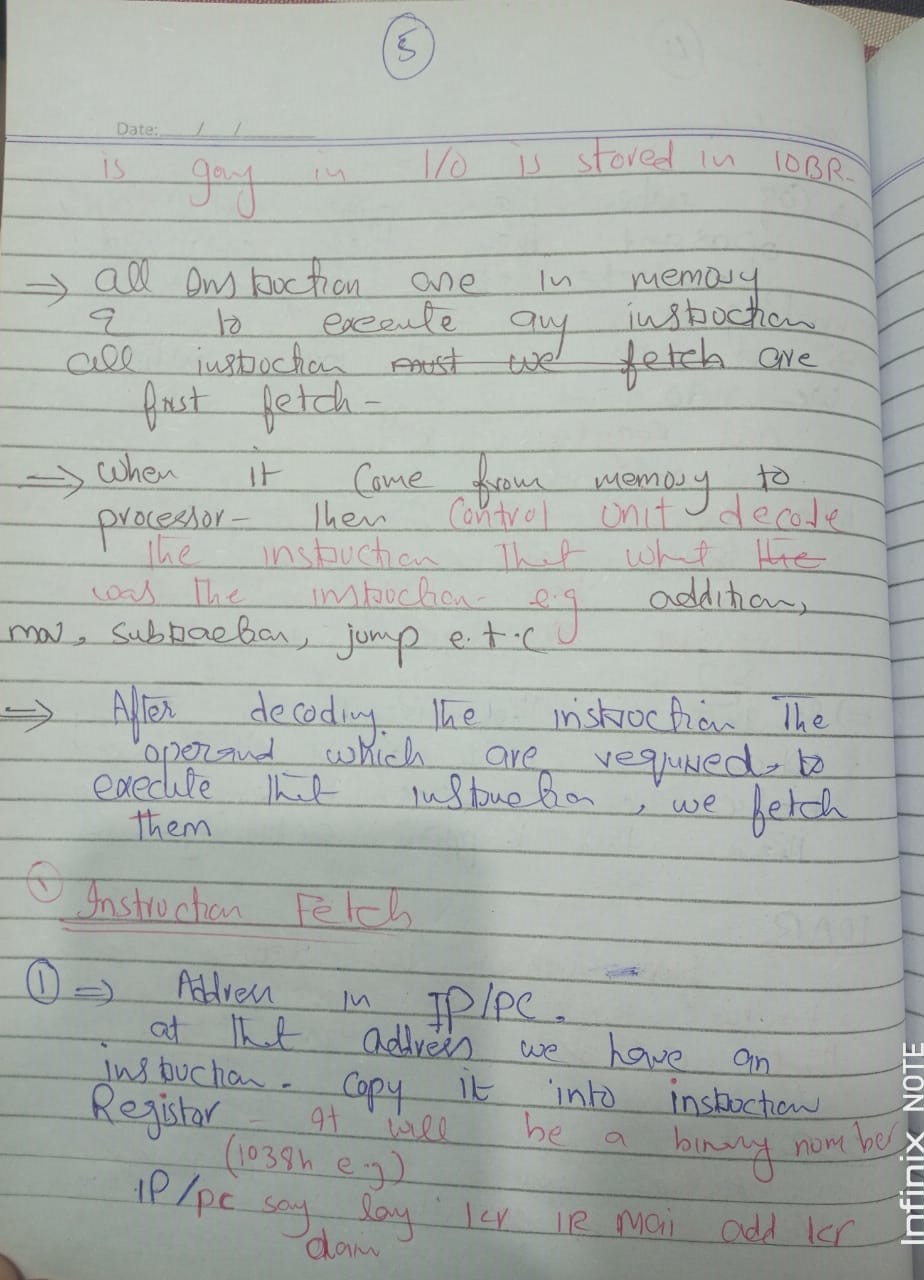 5
Date: / /
is gay in I/O is stored in IOBR-
→ all Instruction are in memory
& to execute any instruction
all instruction must we fetch are
first fetch-
→ When it Come from memory to
processor- Then Control Unit decode
The instruction That what the
was The instruction- e.g addition,
mov, subtraction, jump e.t.c
⇒ After decoding the instruction The
operand which are required, to
execute that instruction, we fetch
them
① Instruction Fetch
① ⇒ Address in IP/PC.
at that address we have an
instruction. Copy it into instruction
Registor - It will be a binary number
(1038h e.g)
IP/pc say lay kr IR mai add kr
dain
Infinix NOTE